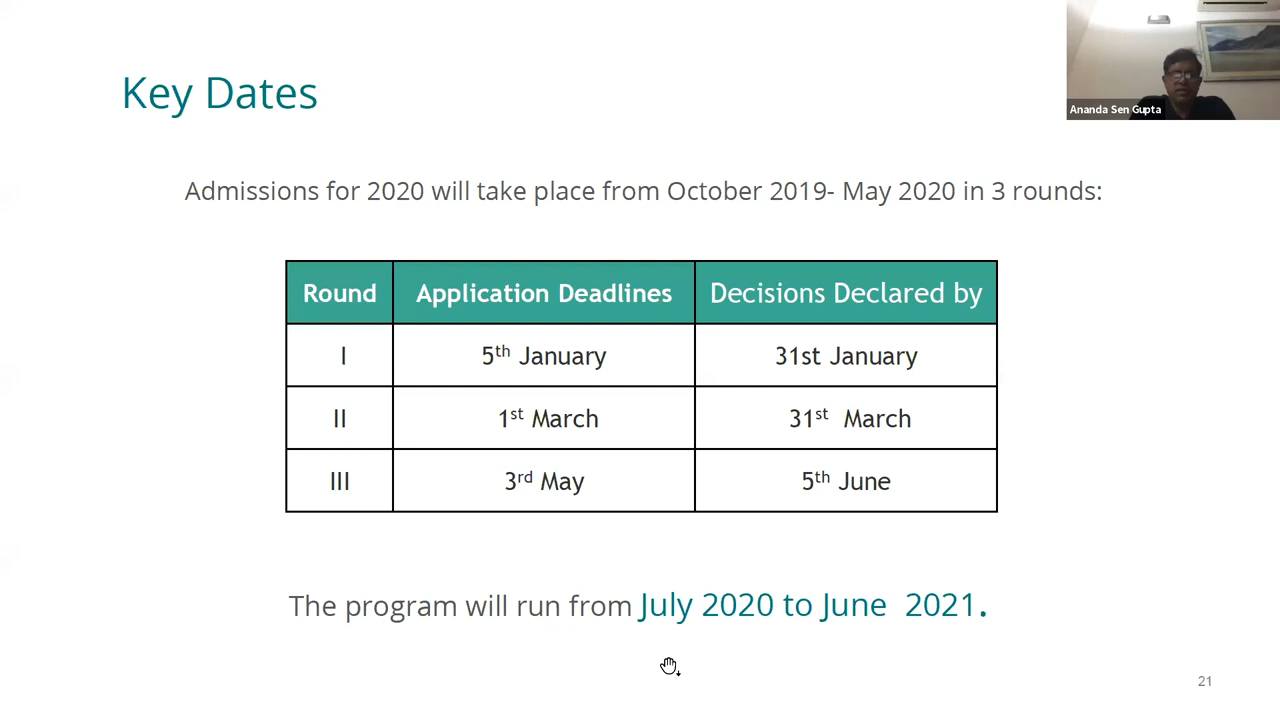 Key Dates
Ananda Sen Gupta
Admissions for 2020 will take place from October 2019- May 2020 in 3 rounds:
Round Application Deadlines Decisions Declared by
I 5th January 31st January
II 1st March 31st March
III 3rd May 5th June
The program will run from July 2020 to June 2021.
21